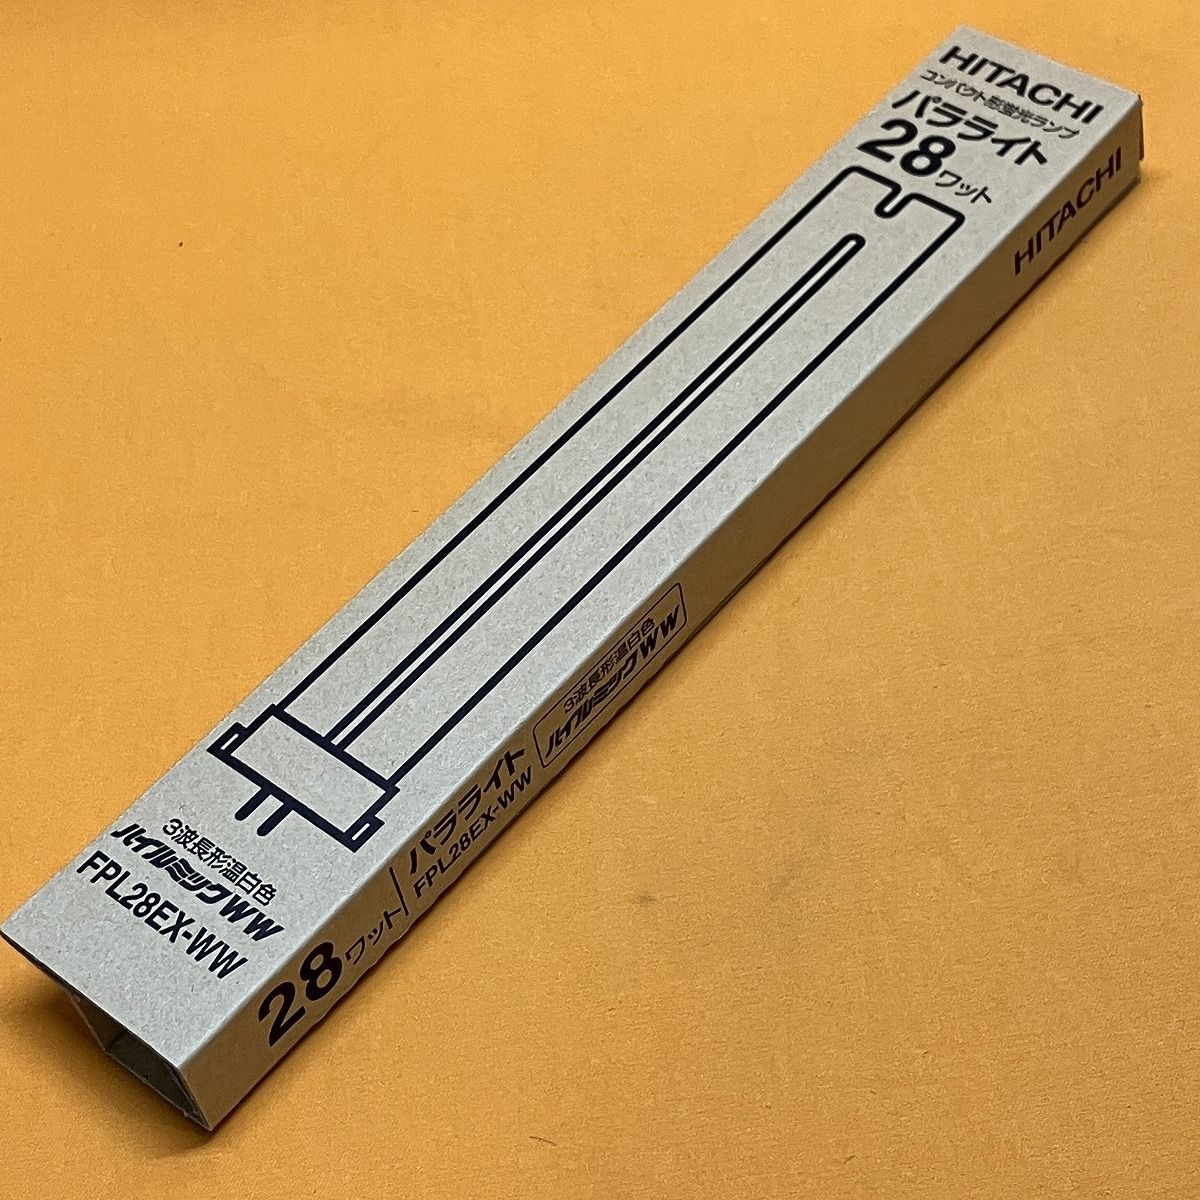 HITACHI
コンパクト形蛍光ランプ
パラライト
28ワット
3波長形温白色
ハイルミックWW
FPL28EX-WW
28ワット
パラライト
FPL28EX-WW
3波長形温白色
ハイルミックWW
HITACHI